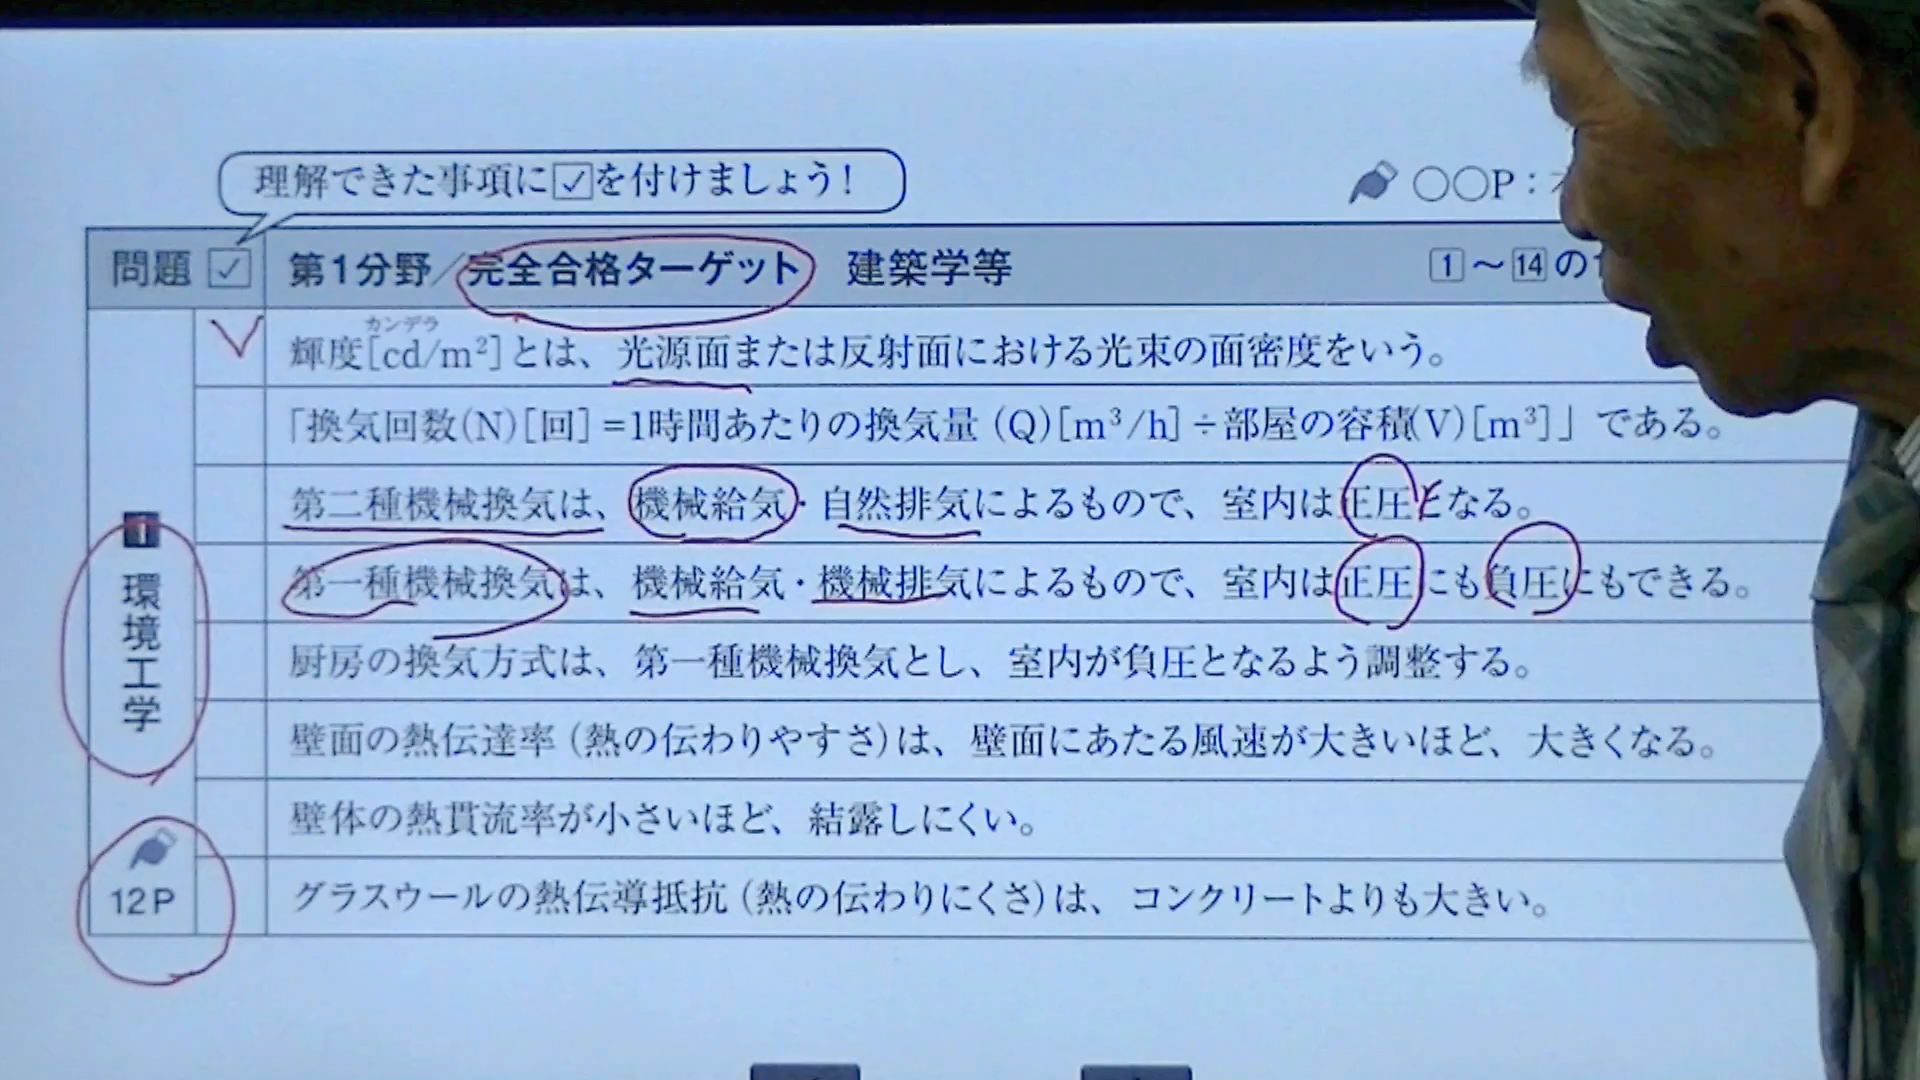 理解できた事項に☑を付けましょう!
○○P:
問題 ☑ 第1分野/完全合格ターゲット 建築学等 1~14の
カンデラ
輝度[cd/m²]とは、光源面または反射面における光束の面密度をいう。
「換気回数(N)[回]=1時間あたりの換気量(Q)[m³/h]÷部屋の容積(V)[m³]」である。
第二種機械換気は、機械給気・自然排気によるもので、室内は正圧となる。
第一種機械換気は、機械給気・機械排気によるもので、室内は正圧にも負圧にもできる。
厨房の換気方式は、第一種機械換気とし、室内が負圧となるよう調整する。
壁面の熱伝達率(熱の伝わりやすさ)は、壁面にあたる風速が大きいほど、大きくなる。
壁体の熱貫流率が小さいほど、結露しにくい。
グラスウールの熱伝導抵抗(熱の伝わりにくさ)は、コンクリートよりも大きい。
1 環境工学
12P